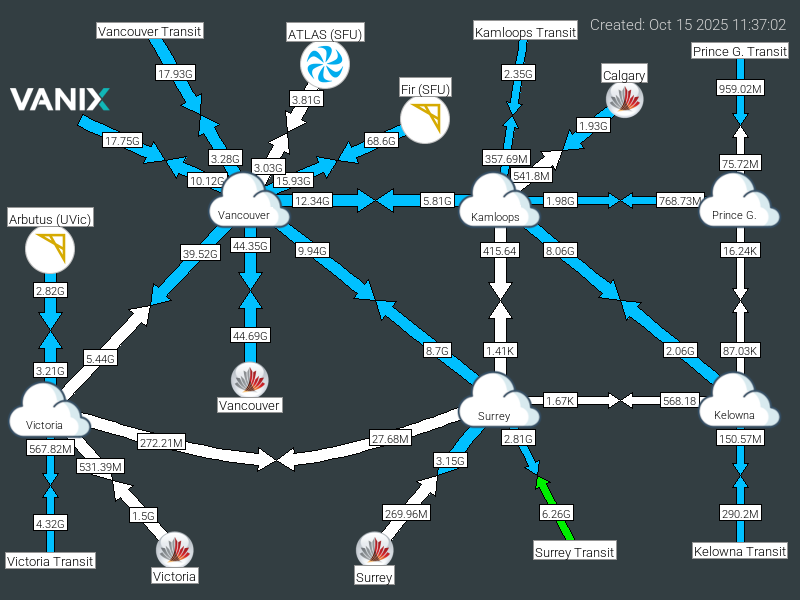 Created: Oct 15 2025 11:37:02
Vancouver Transit
ATLAS (SFU)
Kamloops Transit
Prince G. Transit
17.93G
2.35G
Calgary
959.02M
VANIX
3.81G
Fir (SFU)
1.93G
17.75G
68.6G
3.28G
357.69M
75.72M
3.03G
541.8M
10.12G
15.93G
12.34G
5.81G
1.98G
768.73M
Vancouver
Kamloops
Prince G.
Arbutus (UVic)
39.52G
44.35G
9.94G
415.64
8.06G
16.24K
2.82G
44.69G
5.44G
8.7G
1.41K
2.06G
87.03K
3.21G
Vancouver
1.67K
568.18
Victoria
Surrey
Kelowna
567.82M
272.21M
27.68M
2.81G
150.57M
531.39M
3.15G
4.32G
1.5G
269.96M
6.26G
290.2M
Victoria Transit
Victoria
Surrey
Surrey Transit
Kelowna Transit